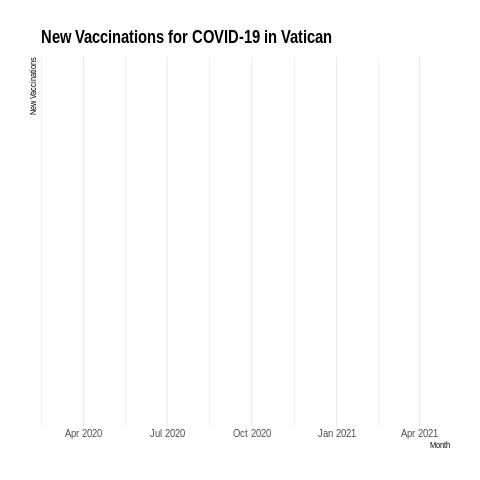 New Vaccinations for COVID-19 in Vatican
New Vaccinations
Apr 2020 Jul 2020 Oct 2020 Jan 2021 Apr 2021
Month